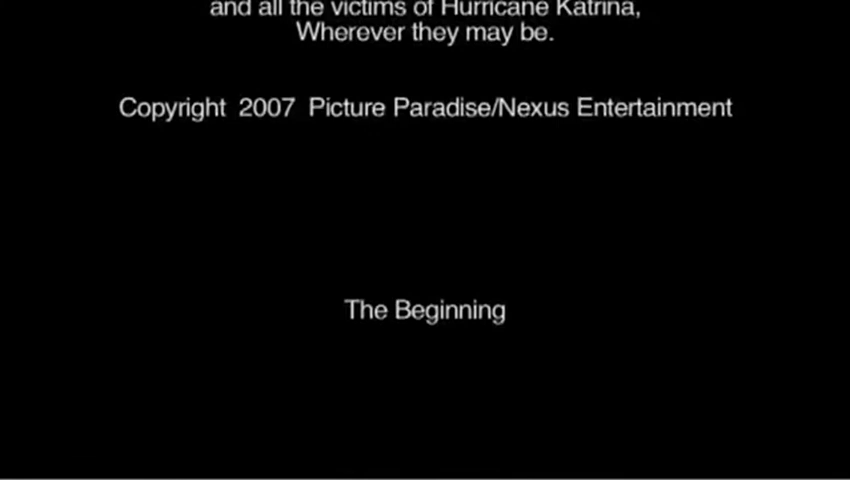 and all the victims of Hurricane Katrina,
Wherever they may be.
Copyright 2007 Picture Paradise/Nexus Entertainment
The Beginning